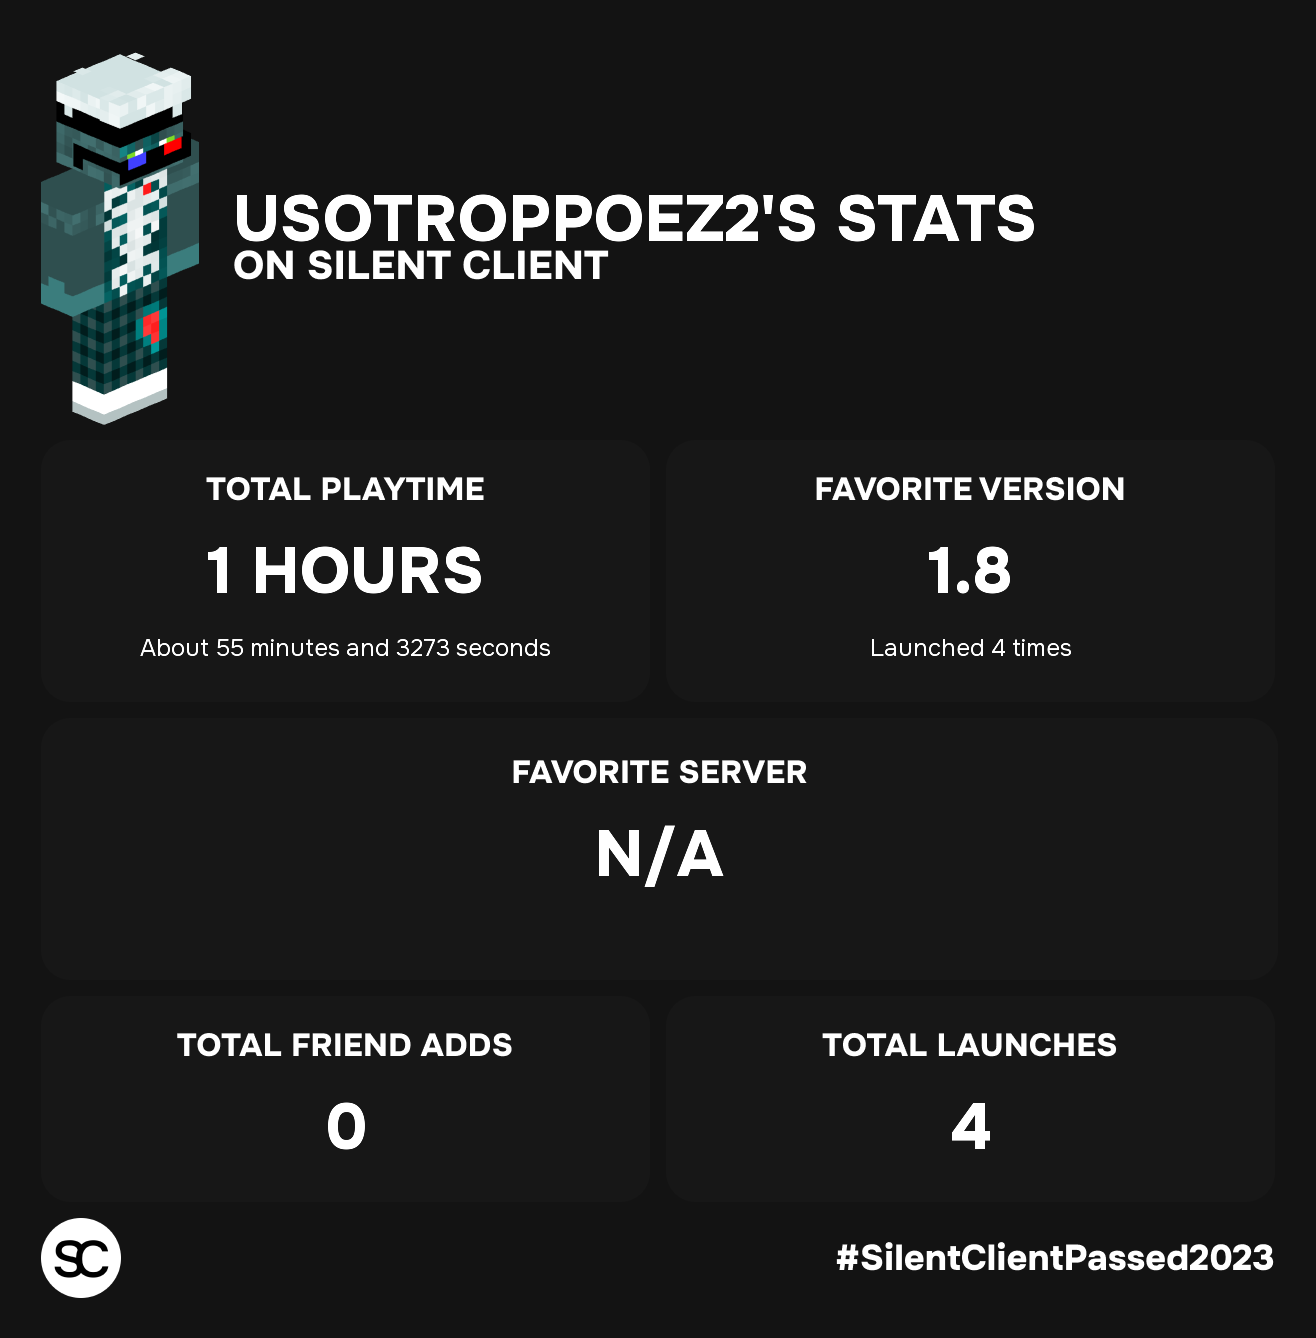 USOTROPPOEZ2'S STATS
ON SILENT CLIENT
TOTAL PLAYTIME
1 HOURS
About 55 minutes and 3273 seconds
FAVORITE VERSION
1.8
Launched 4 times
FAVORITE SERVER
N/A
TOTAL FRIEND ADDS
0
TOTAL LAUNCHES
4
SC
#SilentClientPassed2023